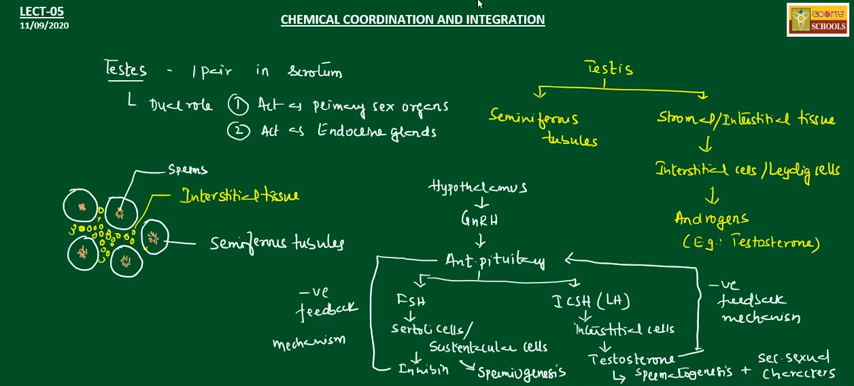 LECT-05
11/09/2020
CHEMICAL COORDINATION AND INTEGRATION
SCHOOLS
Testes - 1 pair in scrotum
Dual role ① Act as primary sex organs
② Act as Endocrine glands
Sperms
Interstitial tissue
Seminiferous tubules
Testis
Seminiferous tubules
Stromal/Interstitial tissue
Interstitial cells/Leydig cells
Androgens
(Eg: Testosterone)
Hypothalamus
GnRH
Ant. pituitary
-ve feedback mechanism
FSH
Sertoli cells/
Sustentacular cells
Inhibin
Spermiogenesis
ICSH (LH)
Interstitial cells
Testosterone
Spermatogenesis + Sec. sexual characters
-ve feedback mechanism